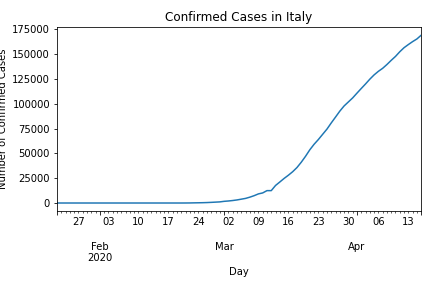 Confirmed Cases in Italy
Number of Confirmed Cases
175000
150000
125000
100000
75000
50000
25000
0
27 03 10 17 24 02 09 16 23 30 06 13
Feb Mar Apr
2020
Day